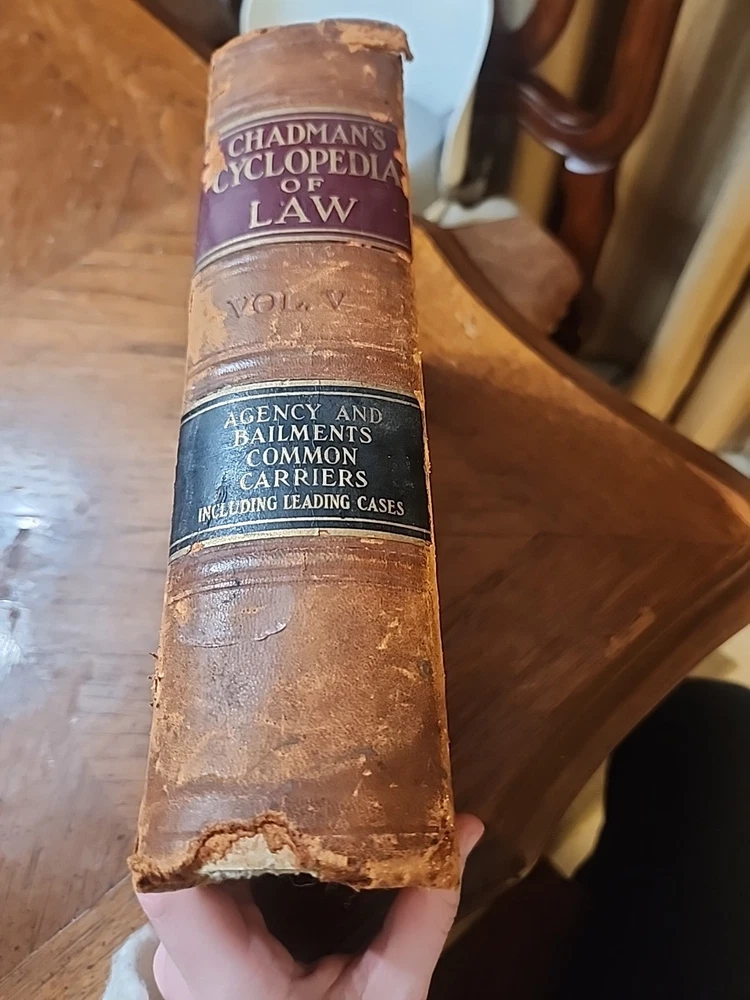 CHADMAN'S
CYCLOPEDIA
OF
LAW
VOL. V
AGENCY AND
BAILMENTS
COMMON
CARRIERS
INCLUDING LEADING CASES